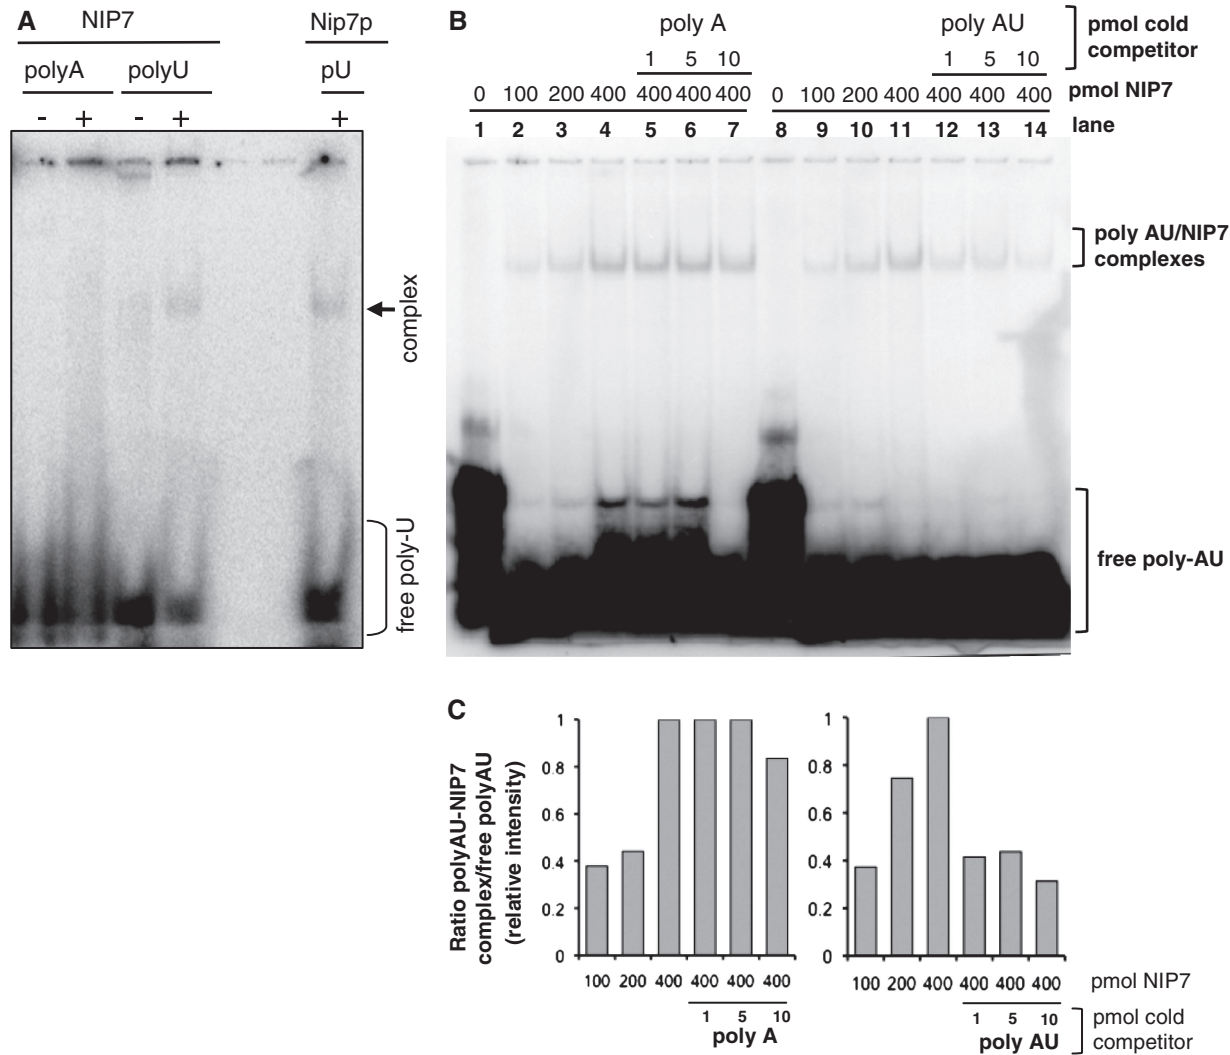 A
NIP7
Nip7p
polyA
polyU
pU
- + - + +
complex
free poly-U
B
poly A
poly AU
pmol cold
competitor
1 5 10
1 5 10
0 100 200 400 400 400 400 0 100 200 400 400 400 400
pmol NIP7
1 2 3 4 5 6 7 8 9 10 11 12 13 14
lane
poly AU/NIP7
complexes
free poly-AU
C
Ratio polyAU-NIP7
complex/free polyAU
(relative intensity)
1
0.8
0.6
0.4
0.2
0
100 200 400 400 400 400
1 5 10
poly A
1
0.8
0.6
0.4
0.2
0
100 200 400 400 400 400
pmol NIP7
1 5 10
poly AU
pmol cold
competitor